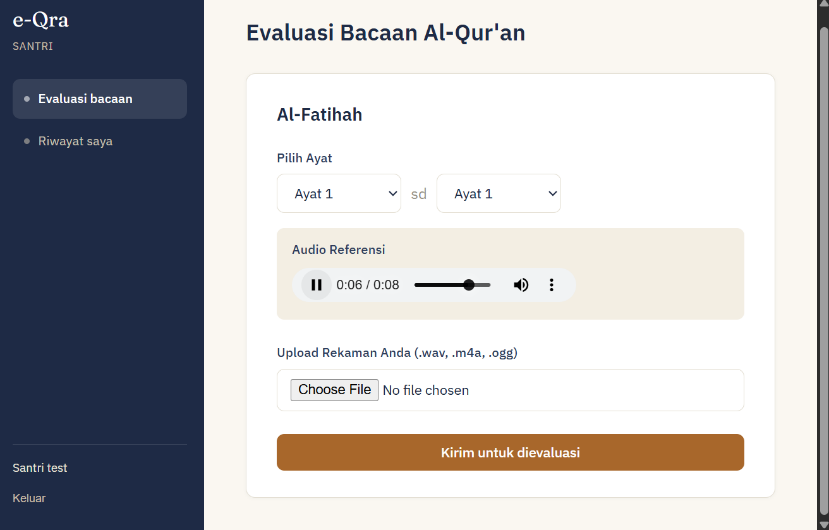 e-Qra
SANTRI
Evaluasi bacaan
Riwayat saya
Santri test
Keluar
Evaluasi Bacaan Al-Qur'an
Al-Fatihah
Pilih Ayat
Ayat 1 sd Ayat 1
Audio Referensi
0:06 / 0:08
Upload Rekaman Anda (.wav, .m4a, .ogg)
Choose File No file chosen
Kirim untuk dievaluasi